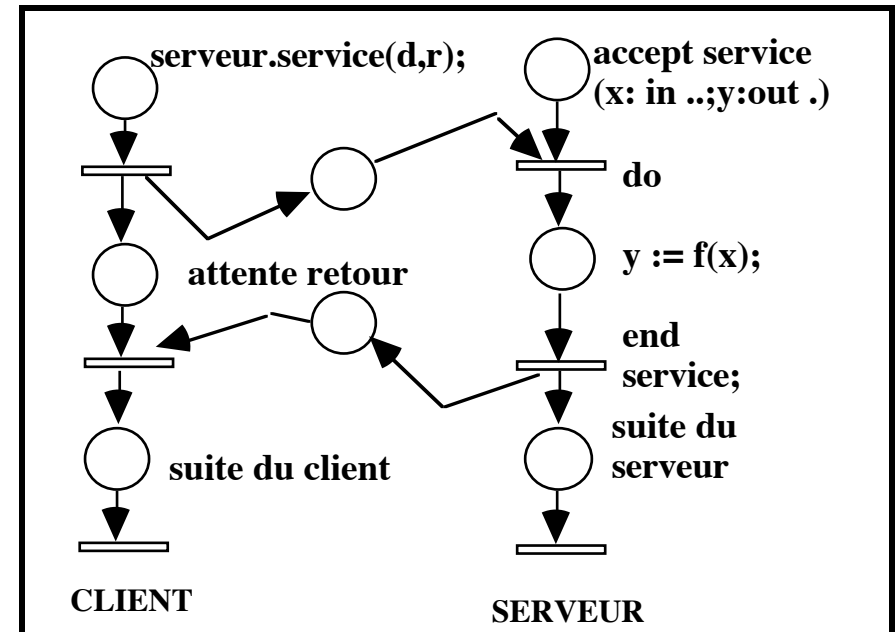 serveur.service(d,r);
accept service
(x: in ..;y:out .)
do
attente retour
y := f(x);
end
service;
suite du client
suite du
serveur
CLIENT
SERVEUR